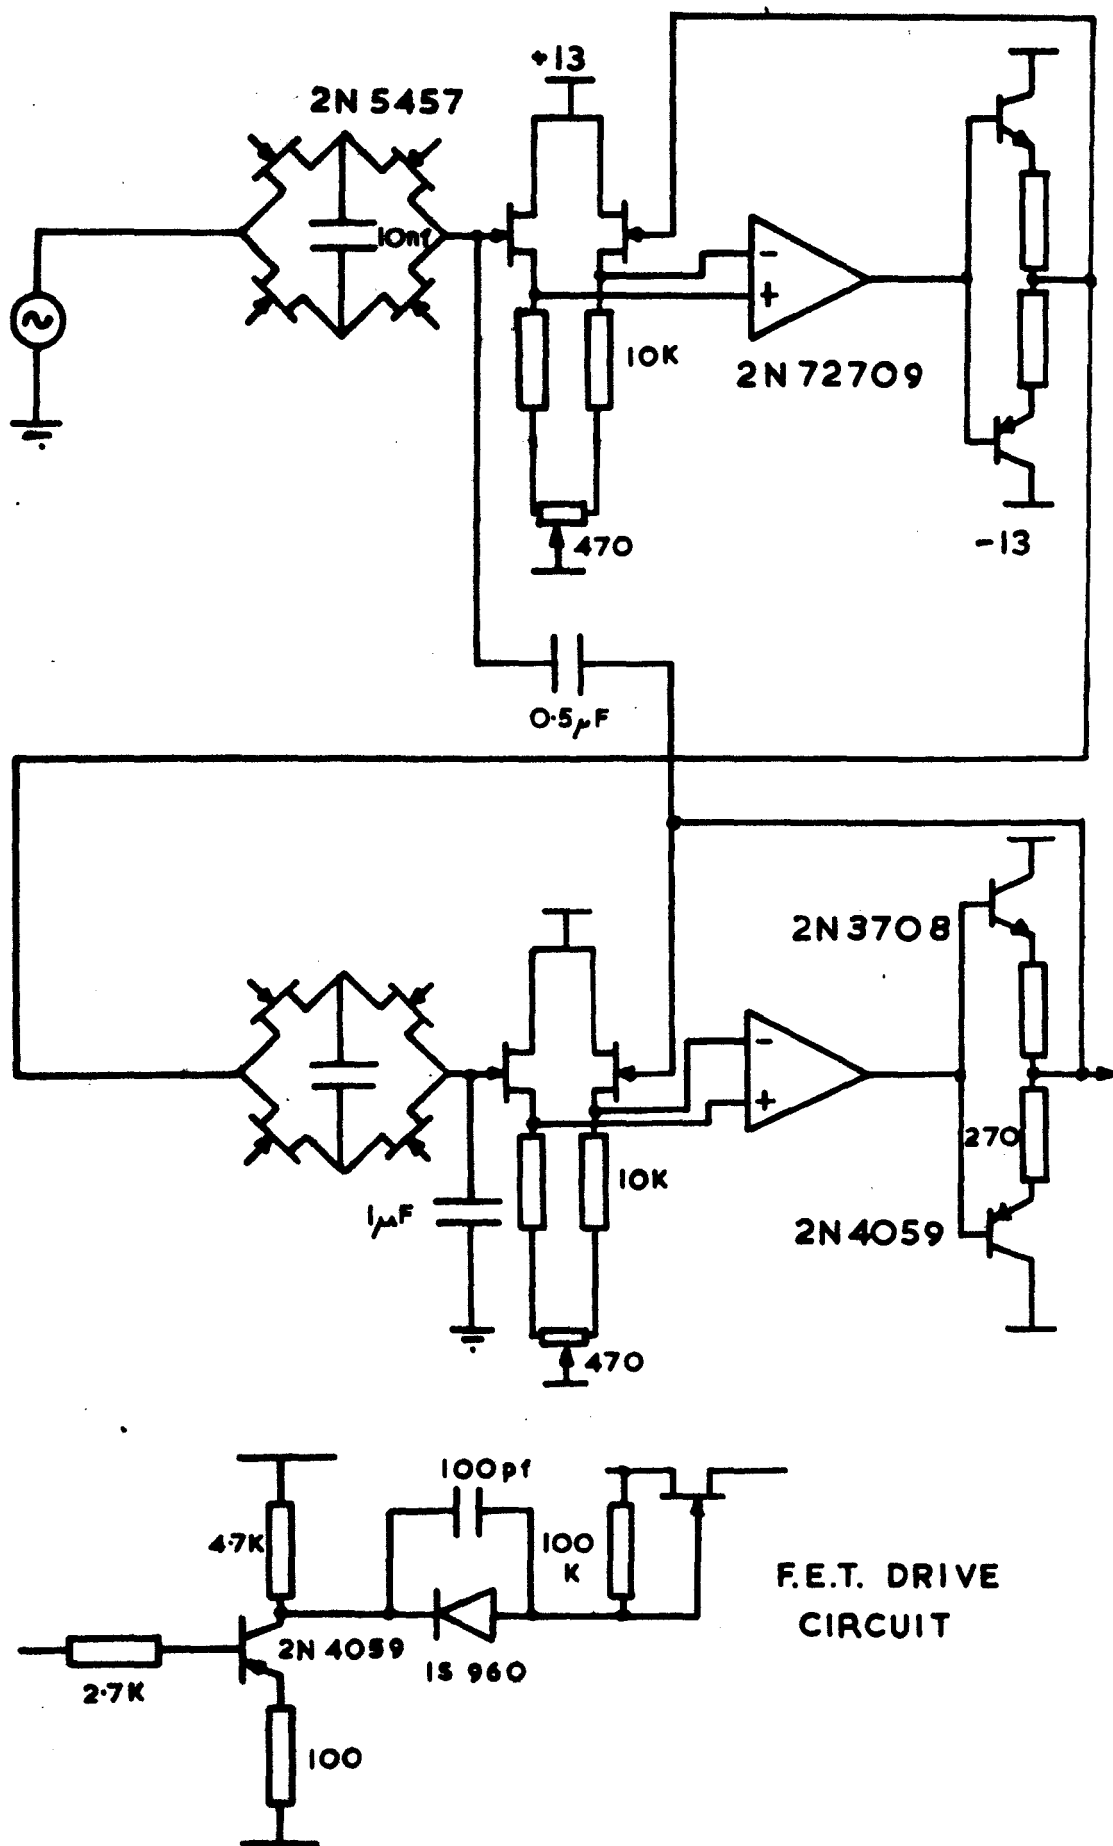 +13
2N 5457
10nf
10K
2N 72709
470
-13
0.5μF
2N 3708
270
10K
1μF
2N 4059
470
100pf
4.7K
100
K
F.E.T. DRIVE
CIRCUIT
2N 4059
1S 960
2.7K
100
- 
+
- 
+